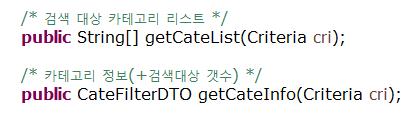 /* 검색 대상 카테고리 리스트 */
public String[] getCateList(Criteria cri);
/* 카테고리 정보(+검색대상 갯수) */
public CateFilterDTO getCateInfo(Criteria cri);